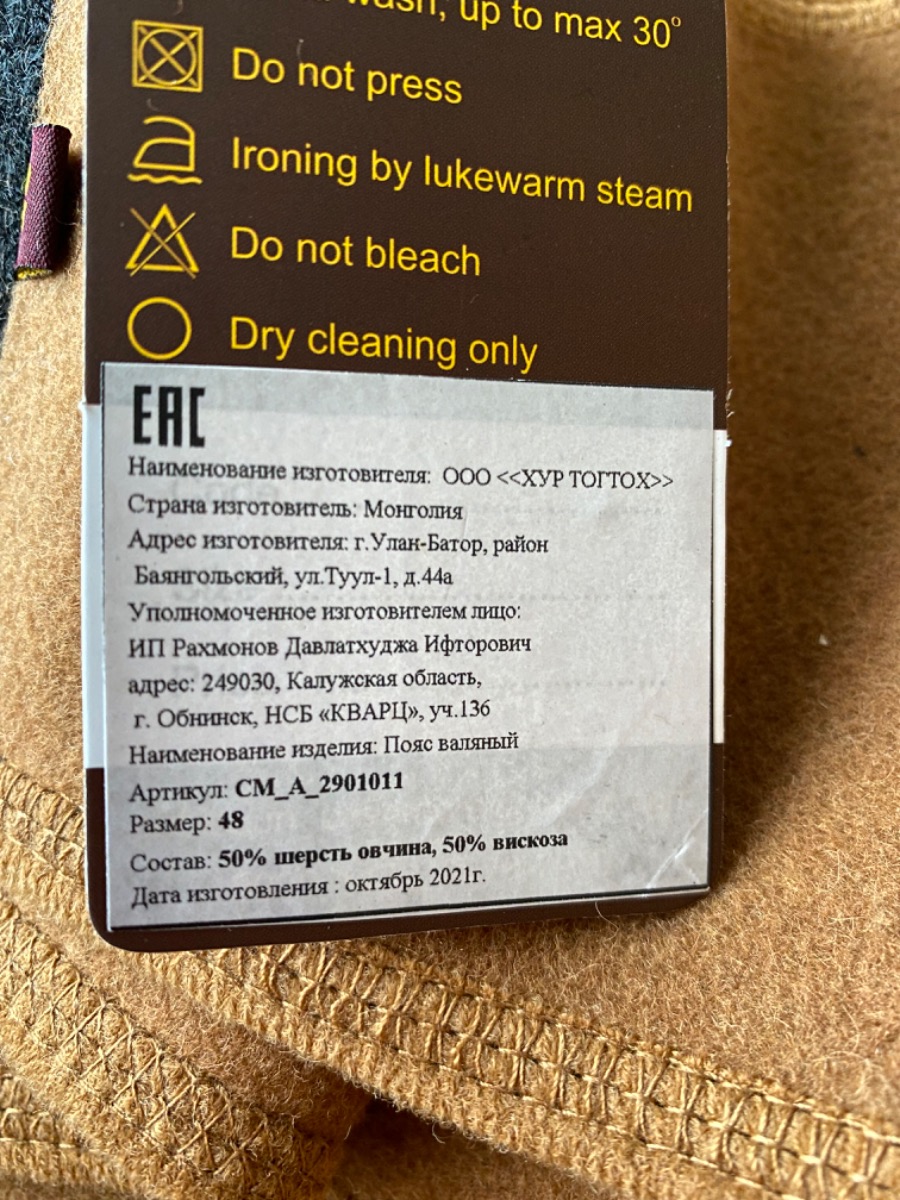 wash, up to max 30°
Do not press
Ironing by lukewarm steam
Do not bleach
Dry cleaning only
EAC
Наименование изготовителя: ООО <<ХУР ТОГТОХ>>
Страна изготовитель: Монголия
Адрес изготовителя: г.Улан-Батор, район
Баянгольский, ул.Туул-1, д.44а
Уполномоченное изготовителем лицо:
ИП Рахмонов Давлатхуджа Ифторович
адрес: 249030, Калужская область,
г. Обнинск, НСБ «КВАРЦ», уч.136
Наименование изделия: Пояс валяный
Артикул: CM_A_2901011
Размер: 48
Состав: 50% шерсть овчина, 50% вискоза
Дата изготовления : октябрь 2021г.